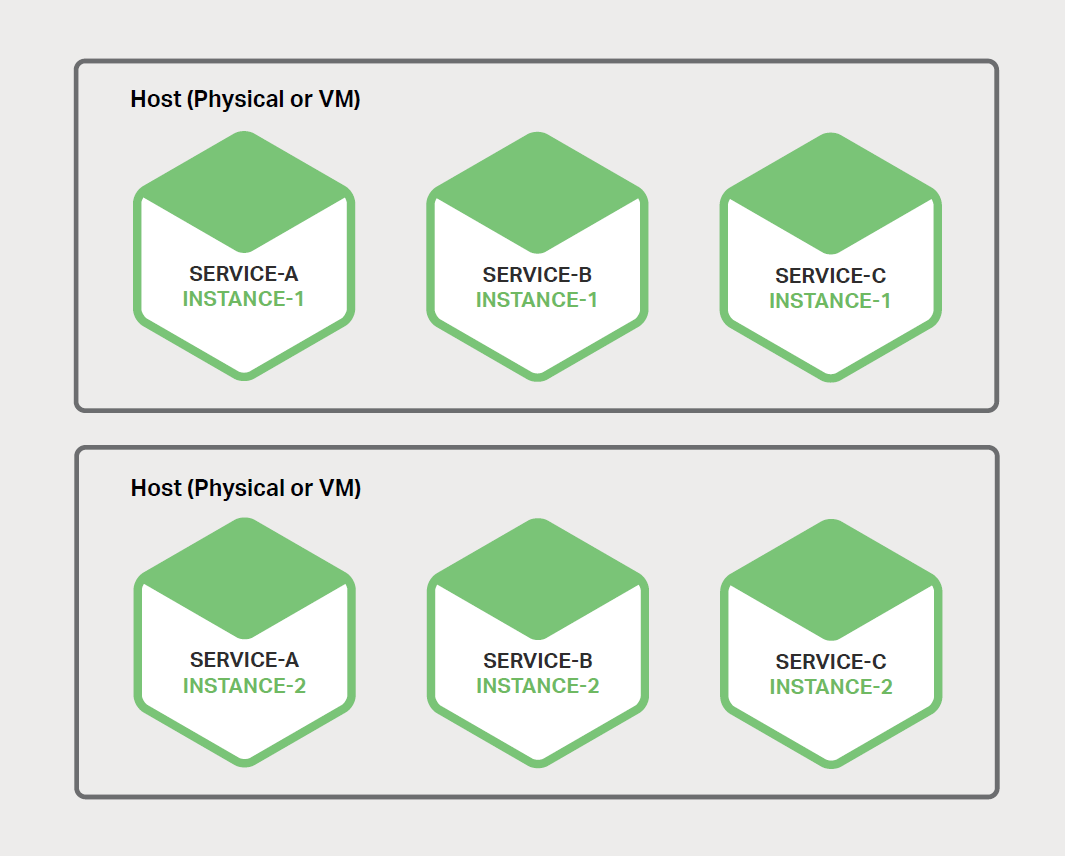 Host (Physical or VM)
SERVICE-A
INSTANCE-1
SERVICE-B
INSTANCE-1
SERVICE-C
INSTANCE-1
Host (Physical or VM)
SERVICE-A
INSTANCE-2
SERVICE-B
INSTANCE-2
SERVICE-C
INSTANCE-2